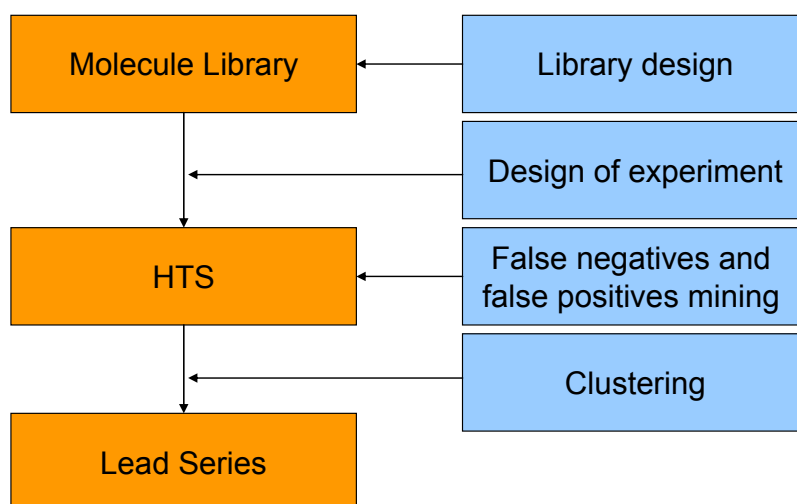 Molecule Library
Library design
Design of experiment
HTS
False negatives and
false positives mining
Clustering
Lead Series